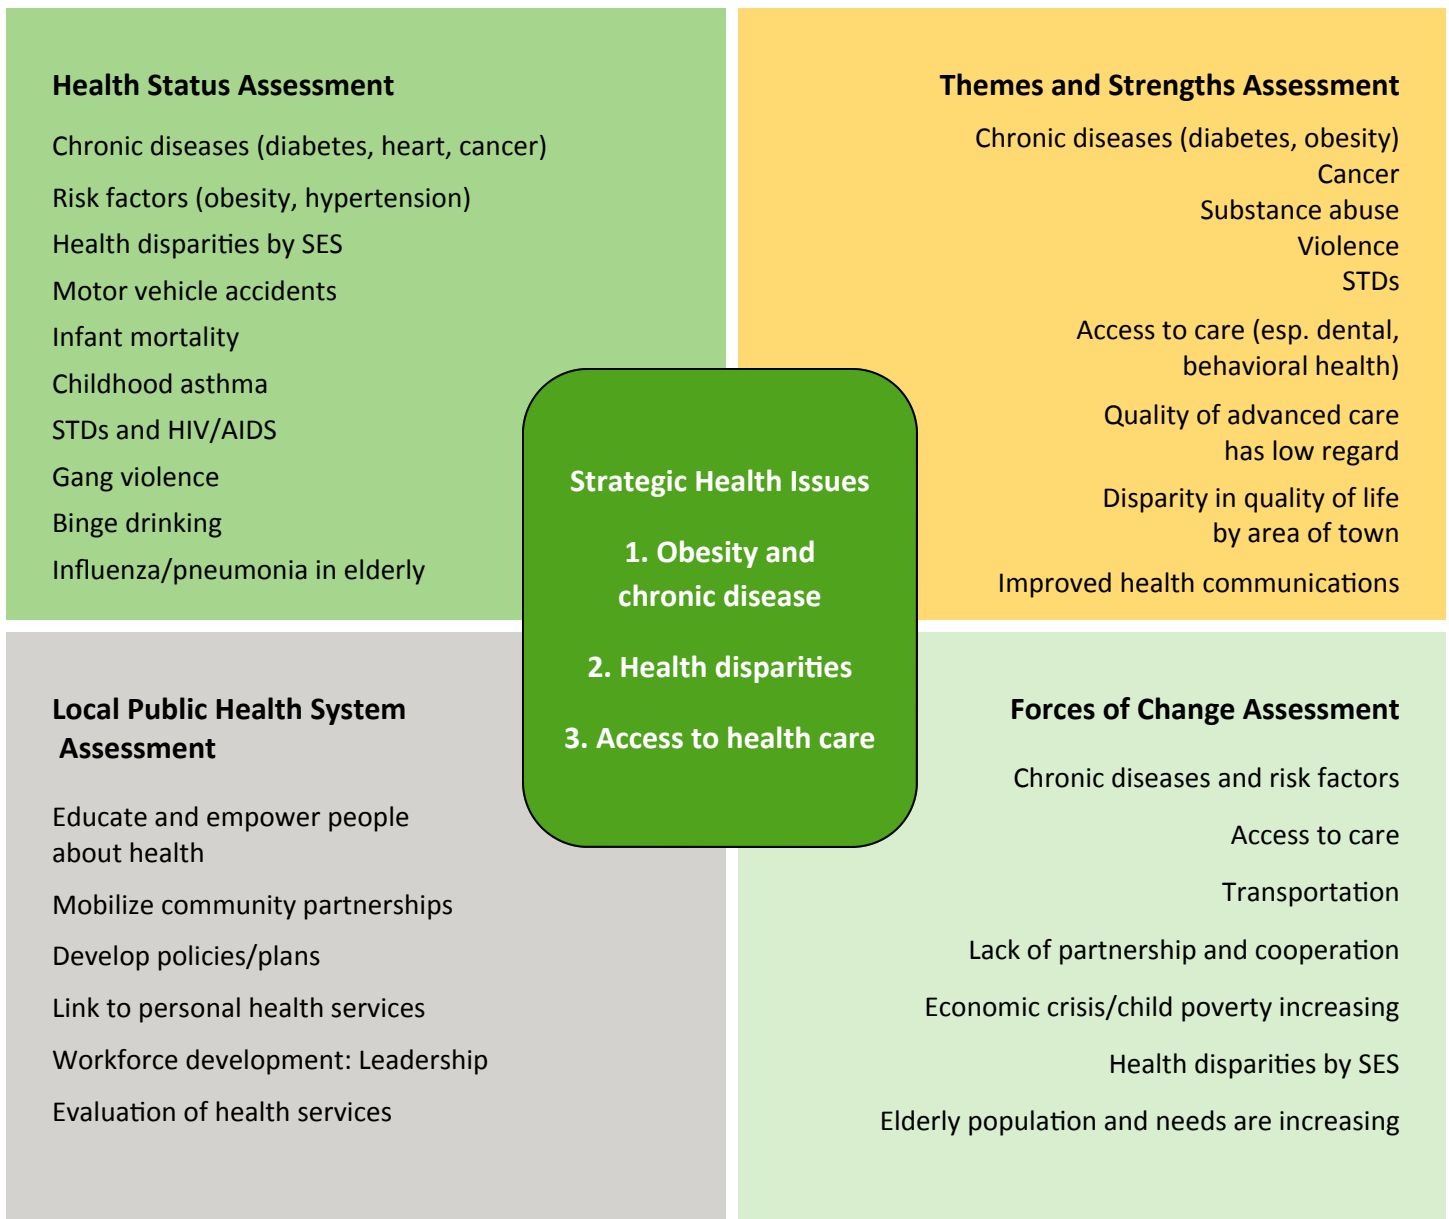 Health Status Assessment
Chronic diseases (diabetes, heart, cancer)
Risk factors (obesity, hypertension)
Health disparities by SES
Motor vehicle accidents
Infant mortality
Childhood asthma
STDs and HIV/AIDS
Gang violence
Binge drinking
Influenza/pneumonia in elderly
Themes and Strengths Assessment
Chronic diseases (diabetes, obesity)
Cancer
Substance abuse
Violence
STDs
Access to care (esp. dental,
behavioral health)
Quality of advanced care
has low regard
Disparity in quality of life
by area of town
Improved health communications
Strategic Health Issues
1. Obesity and
chronic disease
2. Health disparities
3. Access to health care
Local Public Health System
Assessment
Educate and empower people
about health
Mobilize community partnerships
Develop policies/plans
Link to personal health services
Workforce development: Leadership
Evaluation of health services
Forces of Change Assessment
Chronic diseases and risk factors
Access to care
Transportation
Lack of partnership and cooperation
Economic crisis/child poverty increasing
Health disparities by SES
Elderly population and needs are increasing